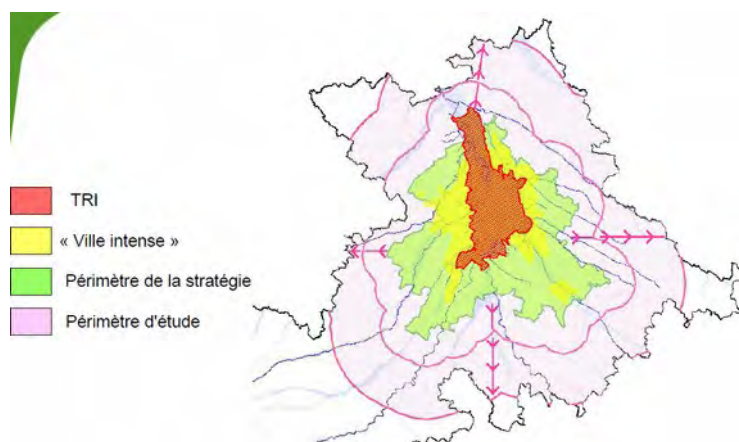 TRI
« Ville intense »
Périmètre de la stratégie
Périmètre d'étude